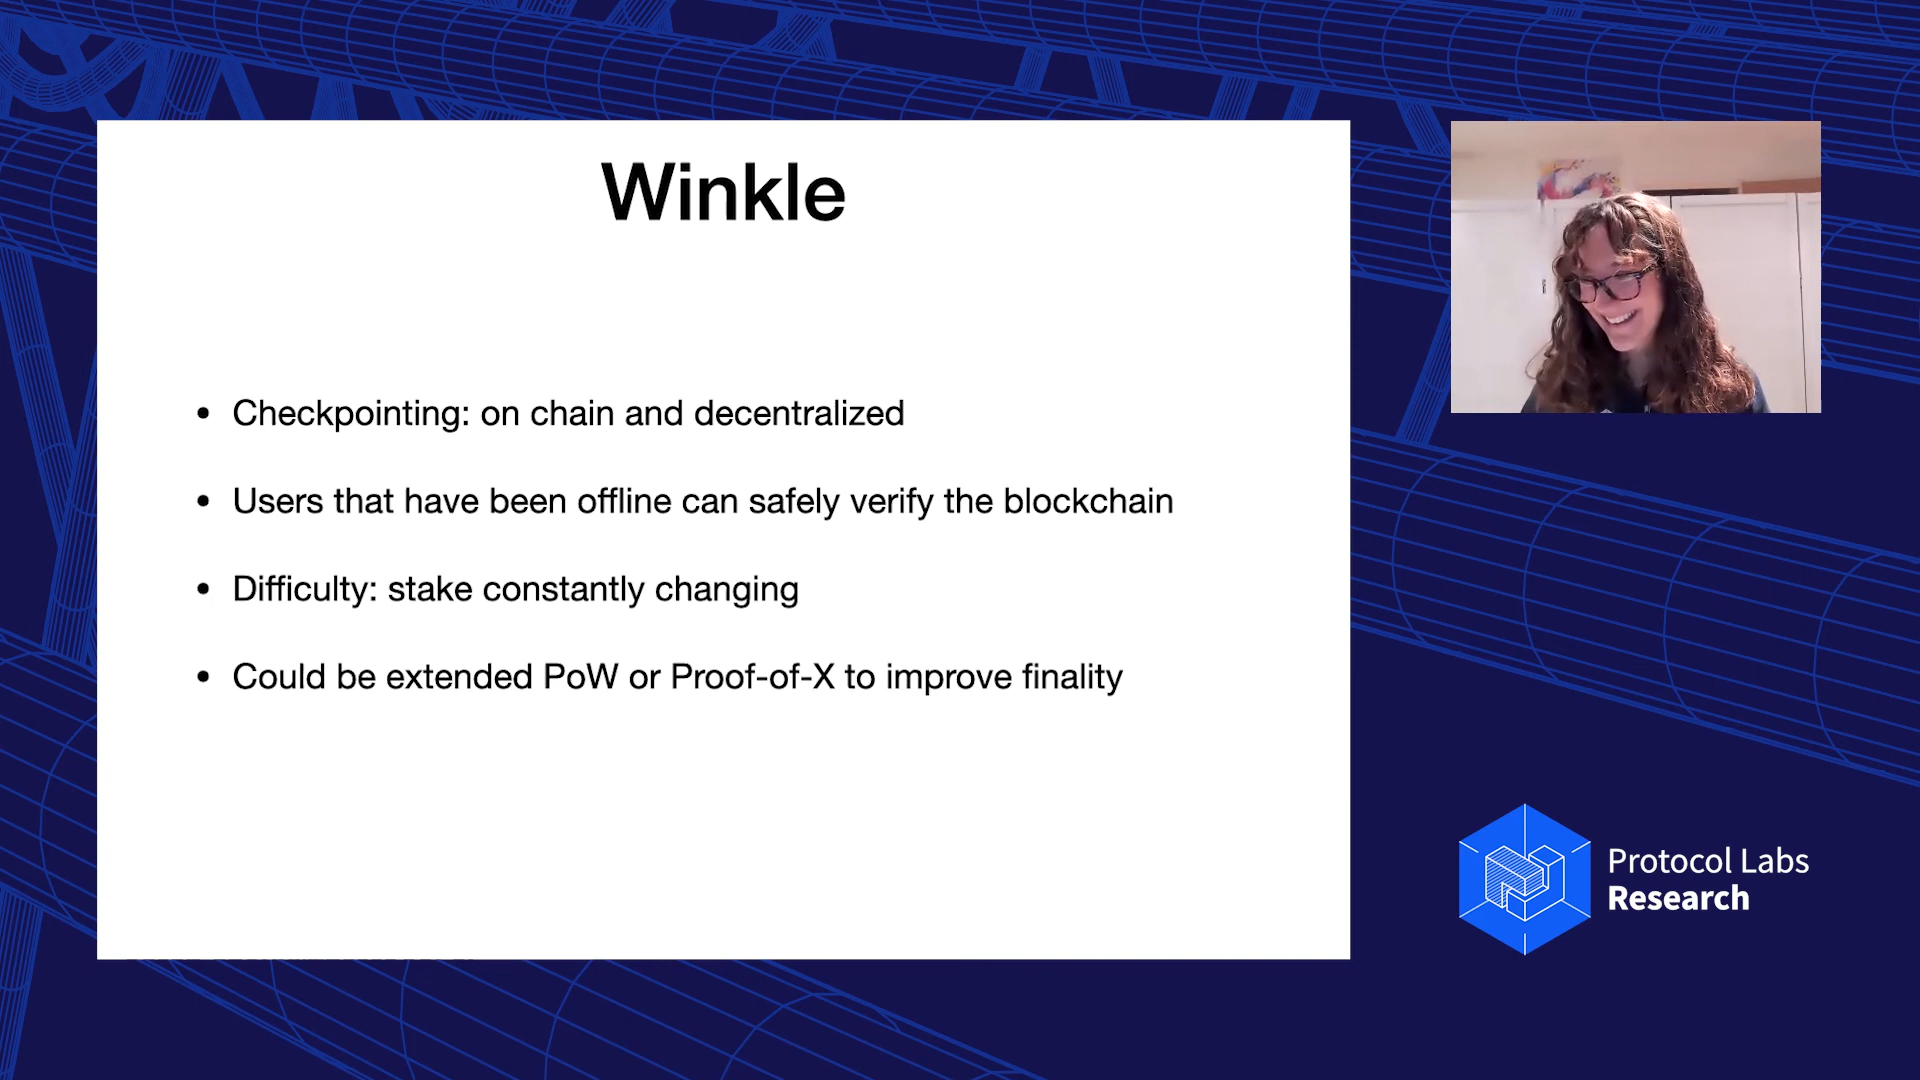 Winkle
• Checkpointing: on chain and decentralized
• Users that have been offline can safely verify the blockchain
• Difficulty: stake constantly changing
• Could be extended PoW or Proof-of-X to improve finality
Protocol Labs
Research